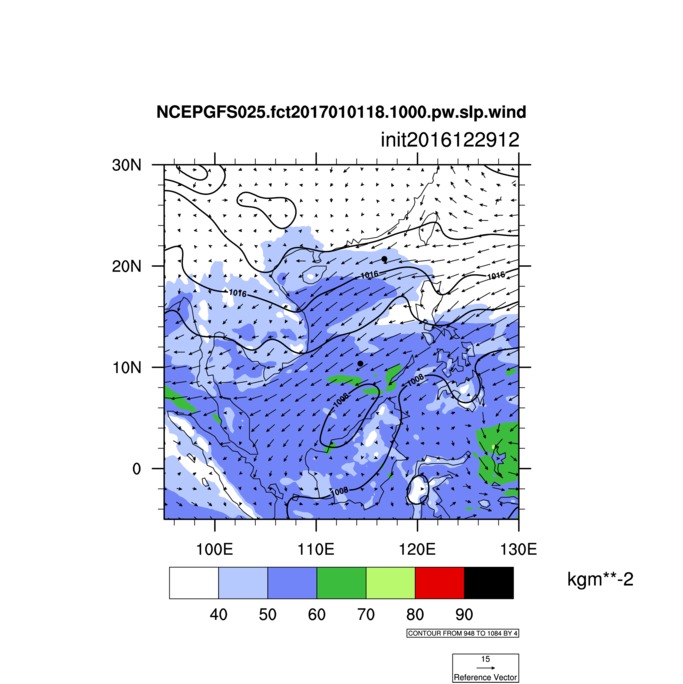 NCEPGFS025.fct2017010118.1000.pw.slp.wind
init2016122912
30N
20N
10N
0
1016
1016
1016
1008
1008
1008
100E
110E
120E
130E
kgm**-2
40
50
60
70
80
90
CONTOUR FROM 948 TO 1084 BY 4
15
Reference Vector